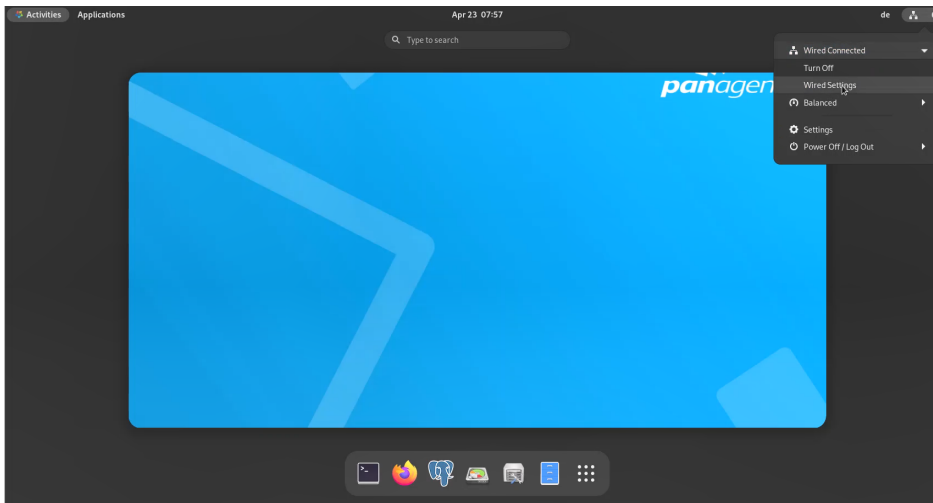 Activities Applications Apr 23 07:57 de
Type to search
Wired Connected
Turn Off
Wired Settings
Balanced
Settings
Power Off / Log Out
panagen
>_